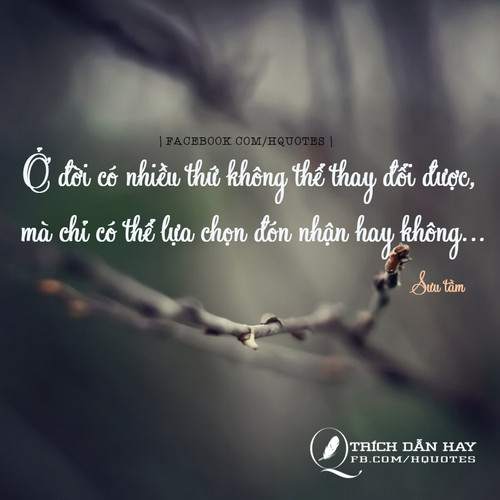 | FACEBOOK.COM/HQUOTES |
Ở đời có nhiều thứ không thể thay đổi được,
mà chỉ có thể lựa chọn đón nhận hay không...
Sưu tầm
TRÍCH DẪN HAY
FB.COM/HQUOTES